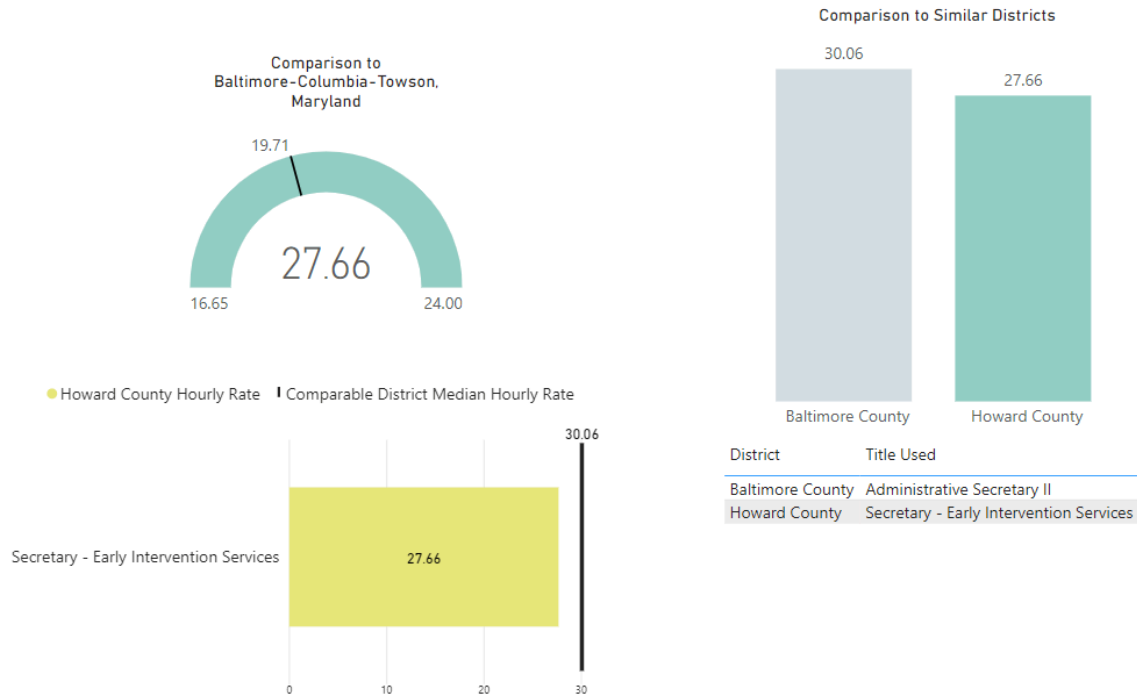 Comparison to
Baltimore-Columbia-Towson,
Maryland
19.71
27.66
16.65
24.00
Comparison to Similar Districts
30.06
27.66
Baltimore County
Howard County
District Title Used
Baltimore County Administrative Secretary II
Howard County Secretary - Early Intervention Services
Howard County Hourly Rate Comparable District Median Hourly Rate
30.06
Secretary - Early Intervention Services
27.66
0 10 20 30